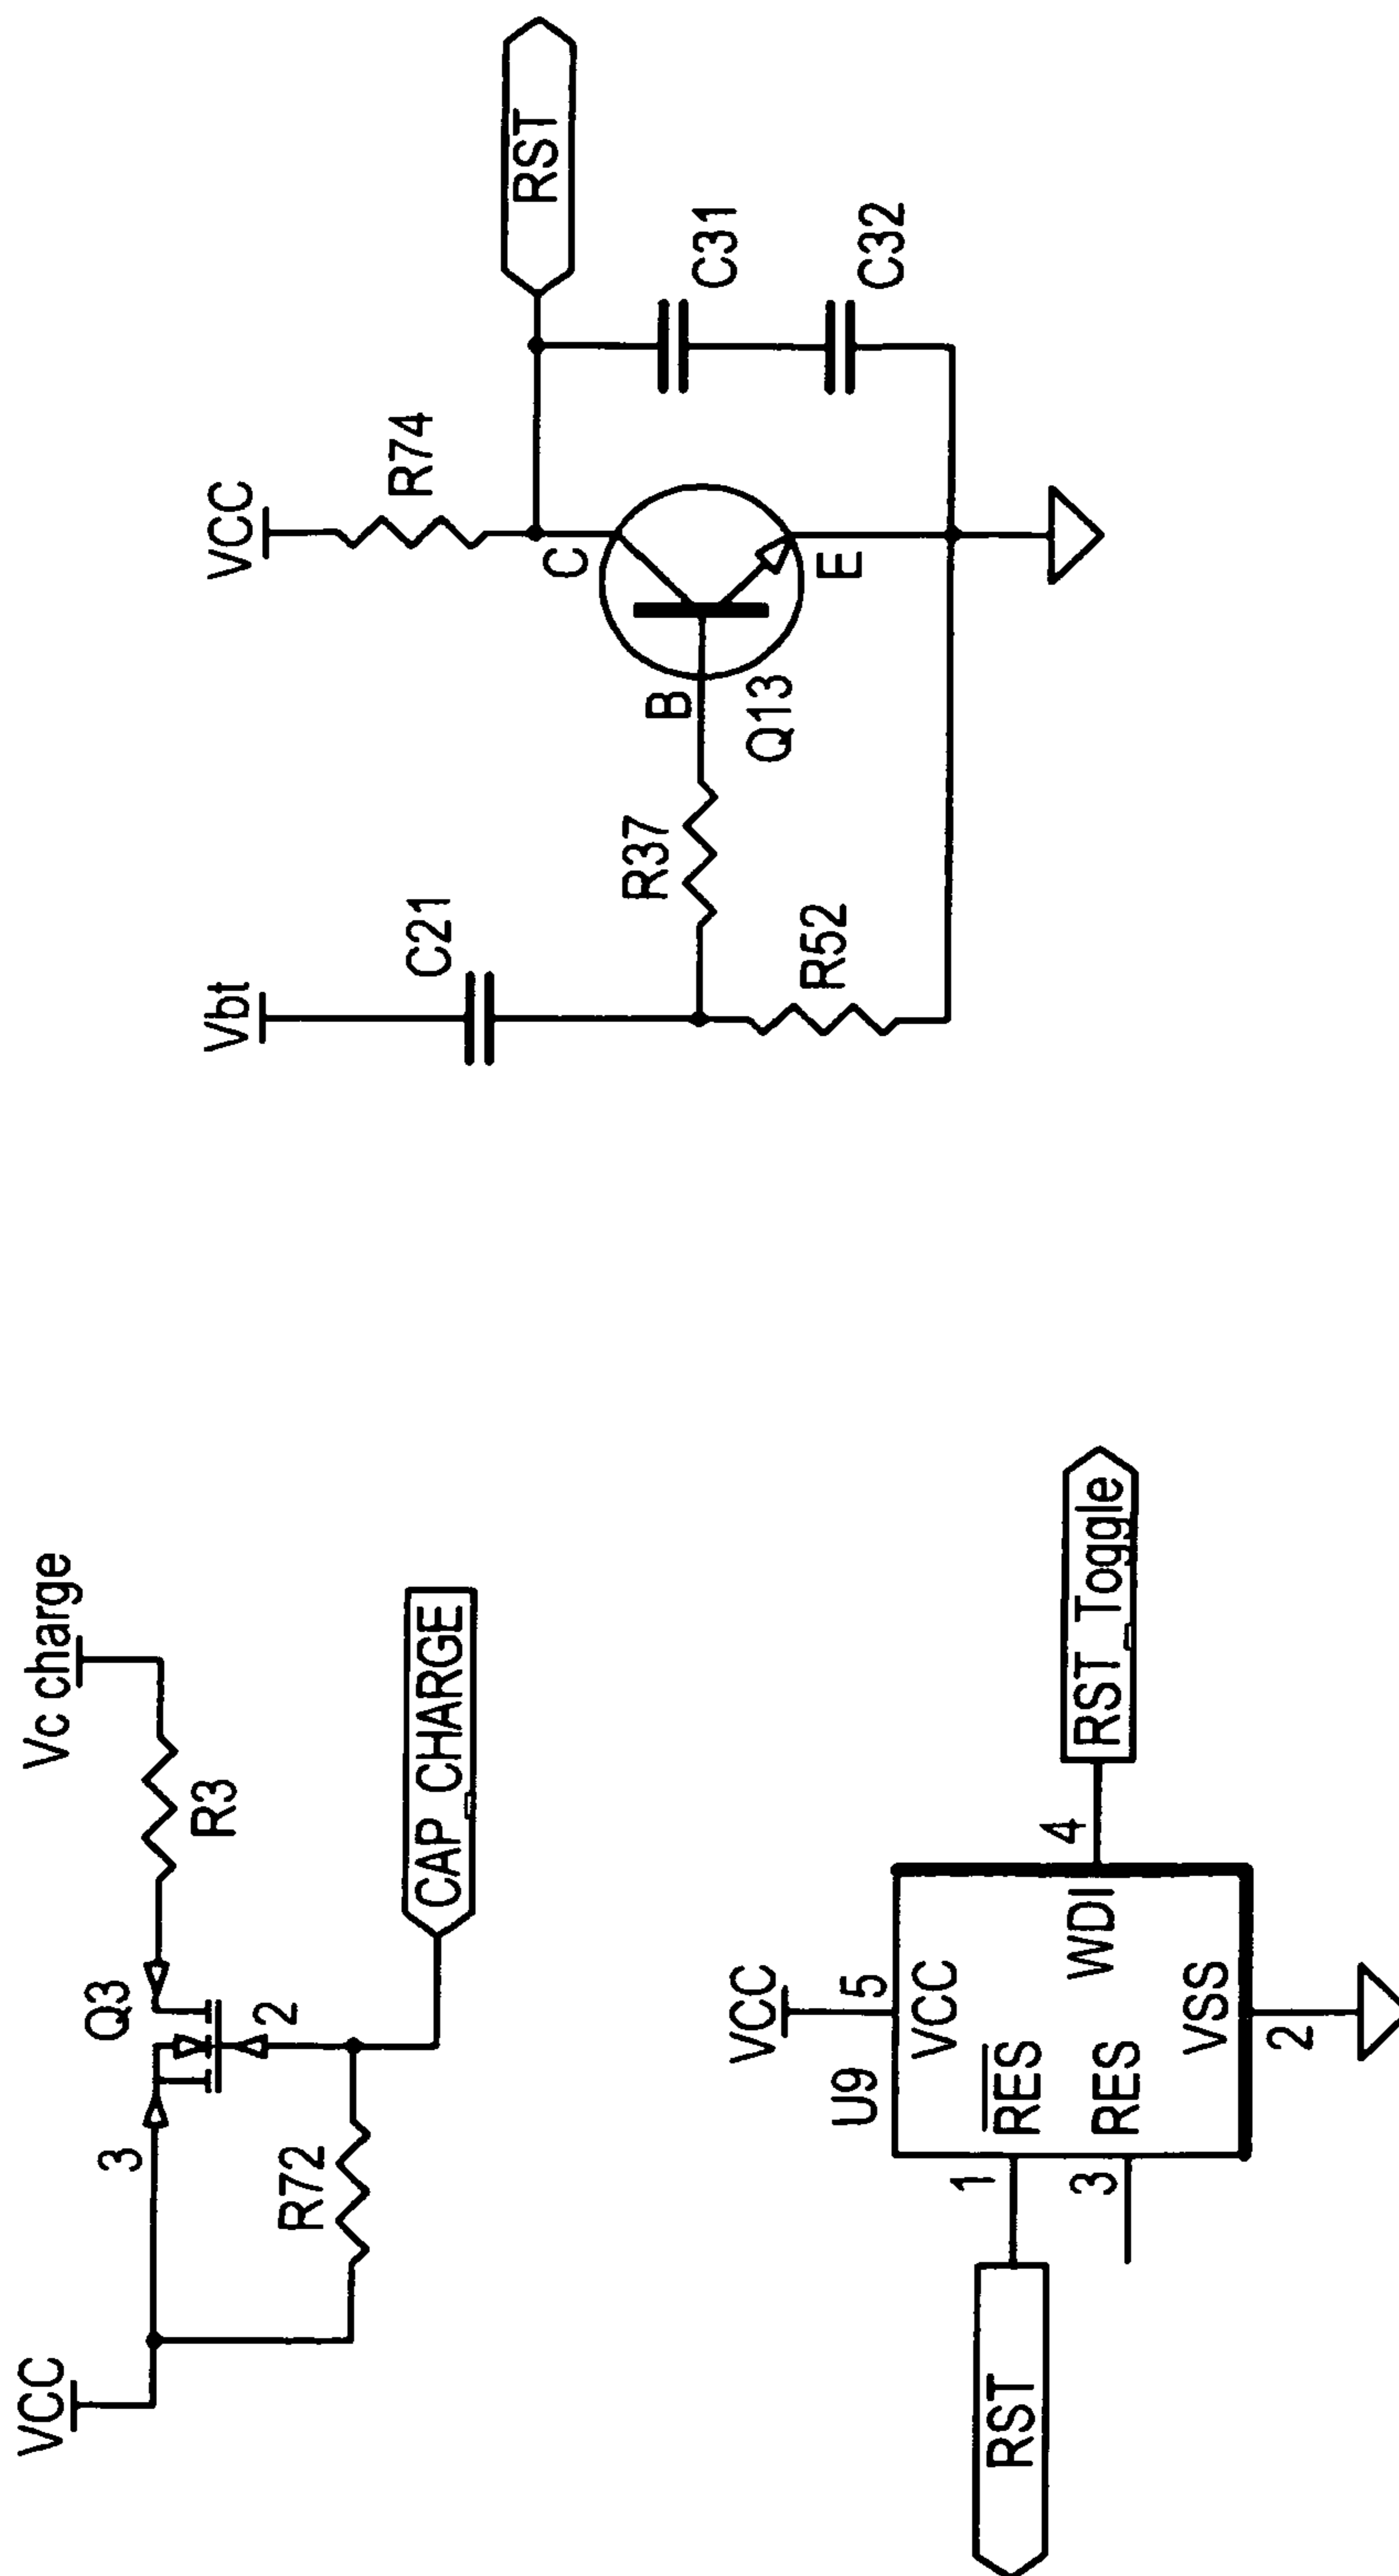 VCC
Vc charge
3
Q3
R3
2
R72
CAP_CHARGE
VCC
U9
5
VCC
1
R̅E̅S̅
RST
WDI
4
RST_Toggle
3
RES
VSS
2
Vbt
C21
VCC
R74
RST
C
R37
B
Q13
C31
E
R52
C32